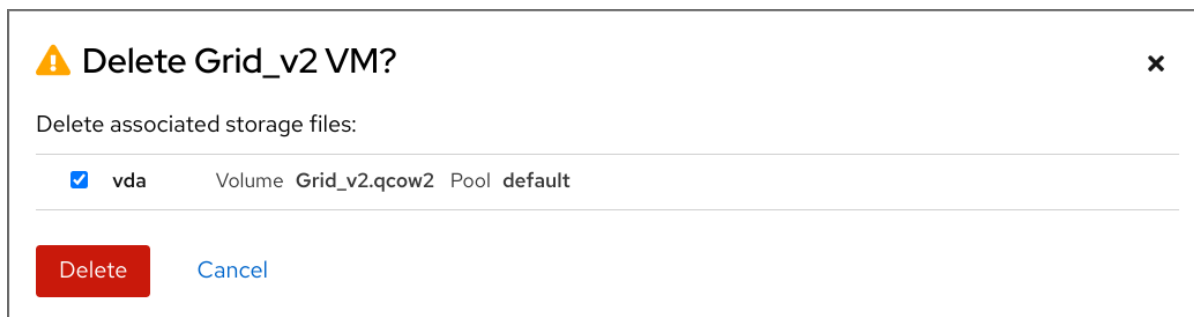 Delete Grid_v2 VM?
Delete associated storage files:
vda Volume Grid_v2.qcow2 Pool default
Delete Cancel